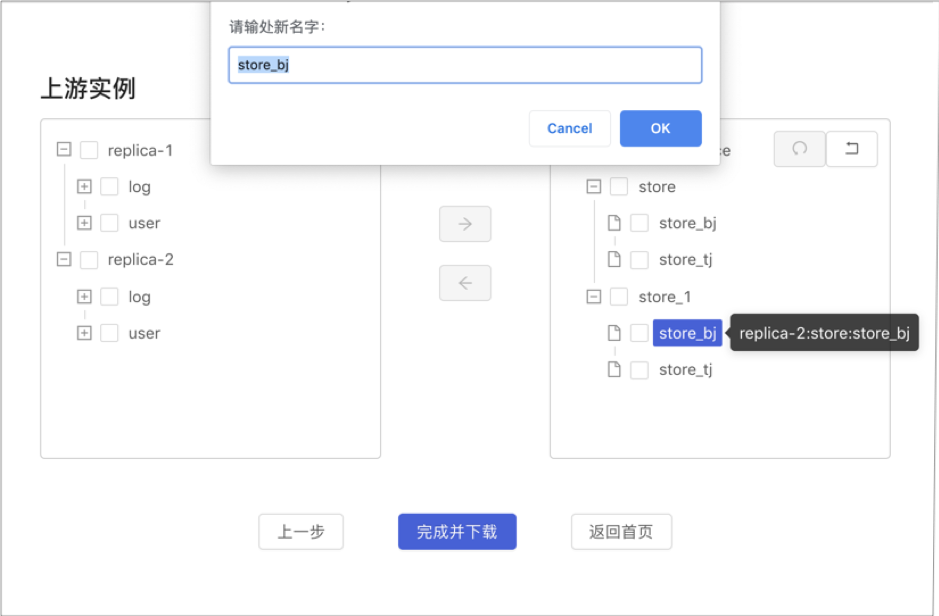 请输处新名字:
store_bj
Cancel
OK
上游实例
replica-1
log
user
replica-2
log
user
store
store_bj
store_tj
store_1
store_bj
replica-2:store:store_bj
store_tj
上一步
完成并下载
返回首页